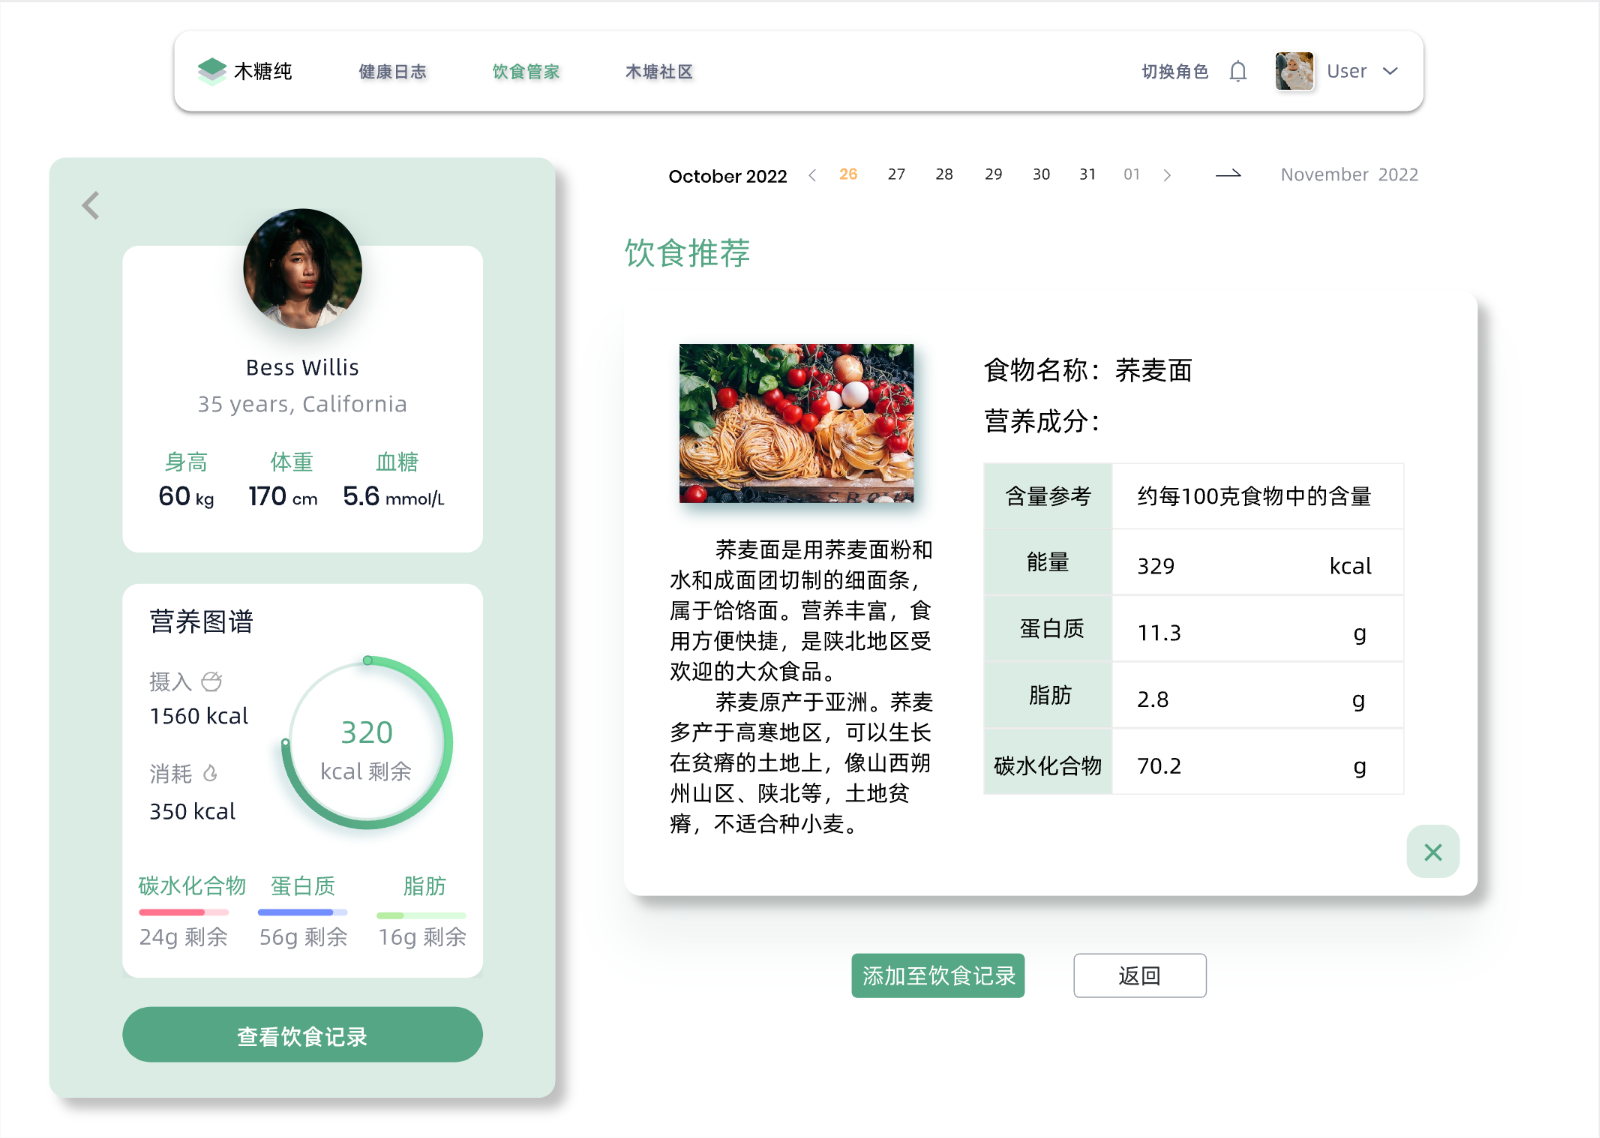 木糖纯
健康日志
饮食管家
木塘社区
切换角色
User
October 2022
26 27 28 29 30 31 01
November 2022
Bess Willis
35 years, California
身高 体重 血糖
60 kg 170 cm 5.6 mmol/L
营养图谱
摄入
1560 kcal
消耗
350 kcal
320
kcal 剩余
碳水化合物 蛋白质 脂肪
24g 剩余 56g 剩余 16g 剩余
查看饮食记录
饮食推荐
荞麦面是用荞麦面粉和
水和成面团切制的细面条，
属于饸饹面。营养丰富，食
用方便快捷，是陕北地区受
欢迎的大众食品。
荞麦原产于亚洲。荞麦
多产于高寒地区，可以生长
在贫瘠的土地上，像山西朔
州山区、陕北等，土地贫
瘠，不适合种小麦。
食物名称：荞麦面
营养成分：
含量参考 约每100克食物中的含量
能量 329 kcal
蛋白质 11.3 g
脂肪 2.8 g
碳水化合物 70.2 g
添加至饮食记录
返回